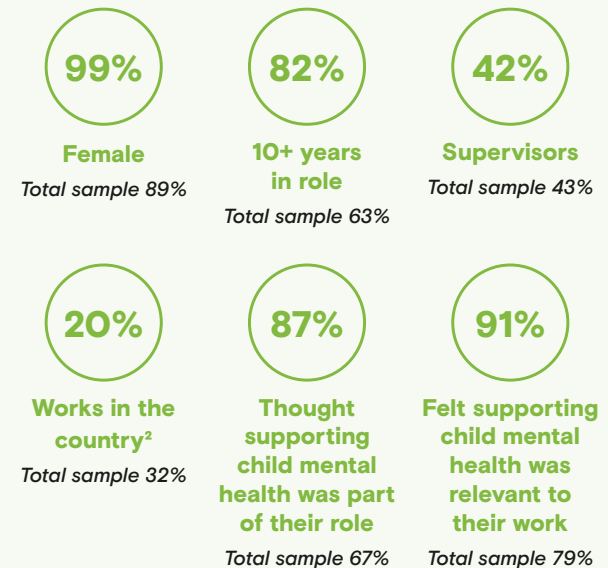 99%
Female
Total sample 89%
82%
10+ years
in role
Total sample 63%
42%
Supervisors
Total sample 43%
20%
Works in the
country²
Total sample 32%
87%
Thought
supporting
child mental
health was part
of their role
Total sample 67%
91%
Felt supporting
child mental
health was
relevant to
their work
Total sample 79%